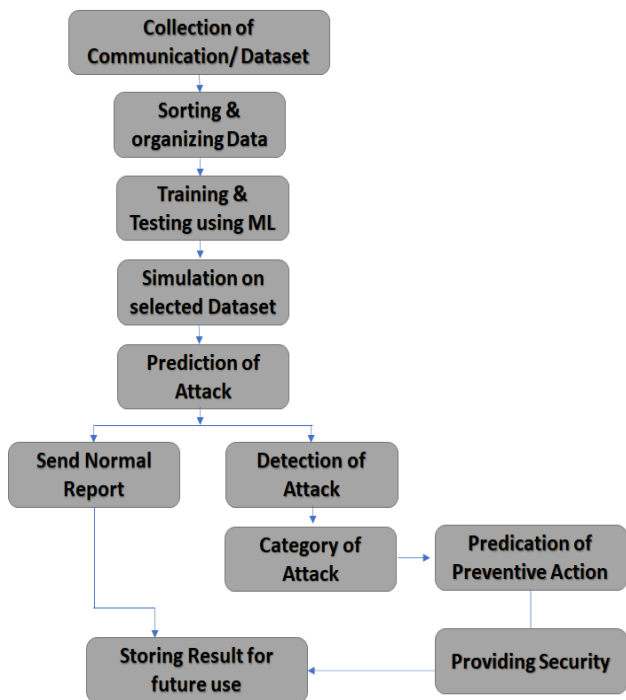 Collection of
Communication/ Dataset
Sorting &
organizing Data
Training &
Testing using ML
Simulation on
selected Dataset
Prediction of
Attack
Send Normal
Report
Detection of
Attack
Category of
Attack
Predication of
Preventive Action
Storing Result for
future use
Providing Security